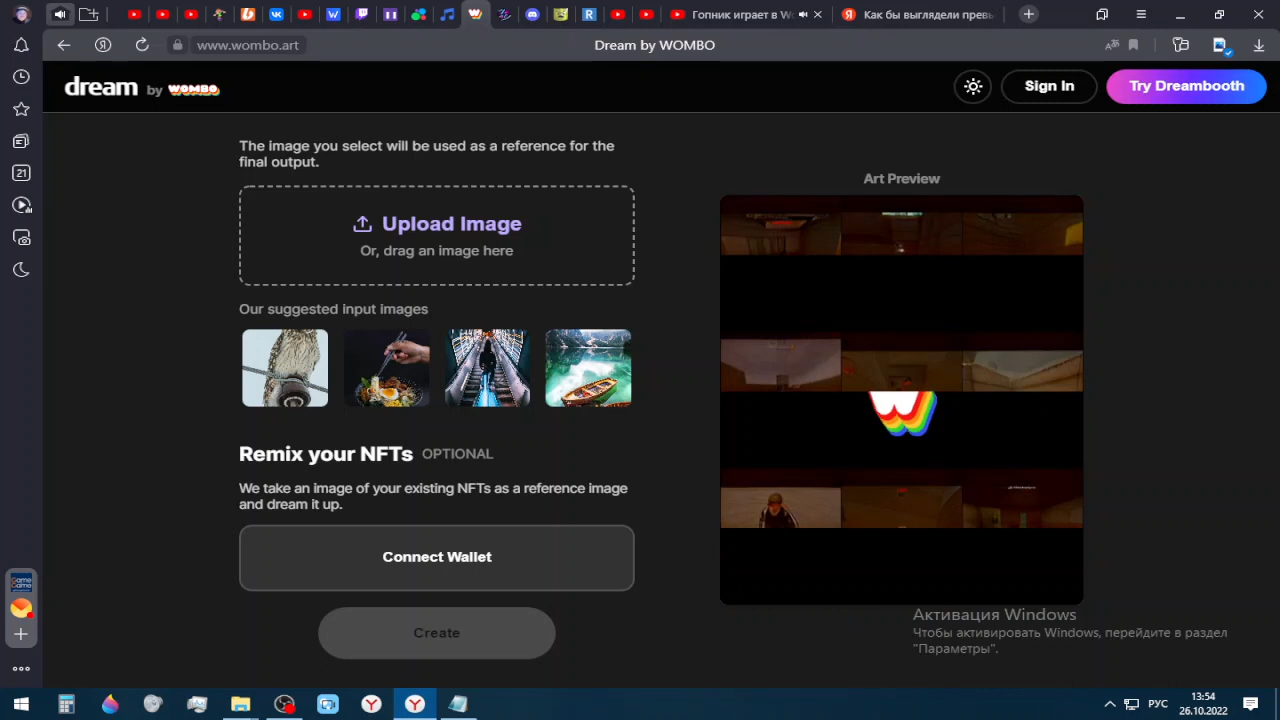 Гопник играет в Wo
Как бы выглядели превы
www.wombo.art
Dream by WOMBO
dream by WOMBO
Sign In
Try Dreambooth
The image you select will be used as a reference for the
final output.
Upload Image
Or, drag an image here
Our suggested input images
Remix your NFTs OPTIONAL
We take an image of your existing NFTs as a reference image
and dream it up.
Connect Wallet
Create
Art Preview
Активация Windows
Чтобы активировать Windows, перейдите в раздел
"Параметры".
21
РУС
13:54
26.10.2022